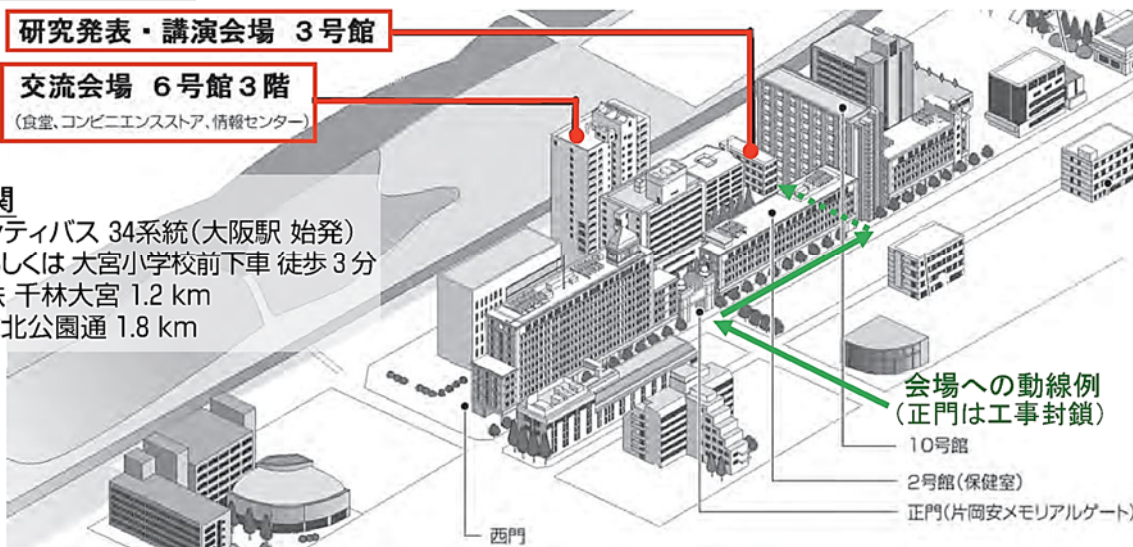 研究発表・講演会場 3号館
交流会場 6号館3階
(食堂、コンビニエンスストア、情報センター)
関
ティバス 34系統(大阪駅 始発)
しくは 大宮小学校前下車 徒歩3分
千林大宮 1.2 km
北公園通 1.8 km
会場への動線例
(正門は工事封鎖)
10号館
2号館(保健室)
正門(片岡安メモリアルゲート)
西門